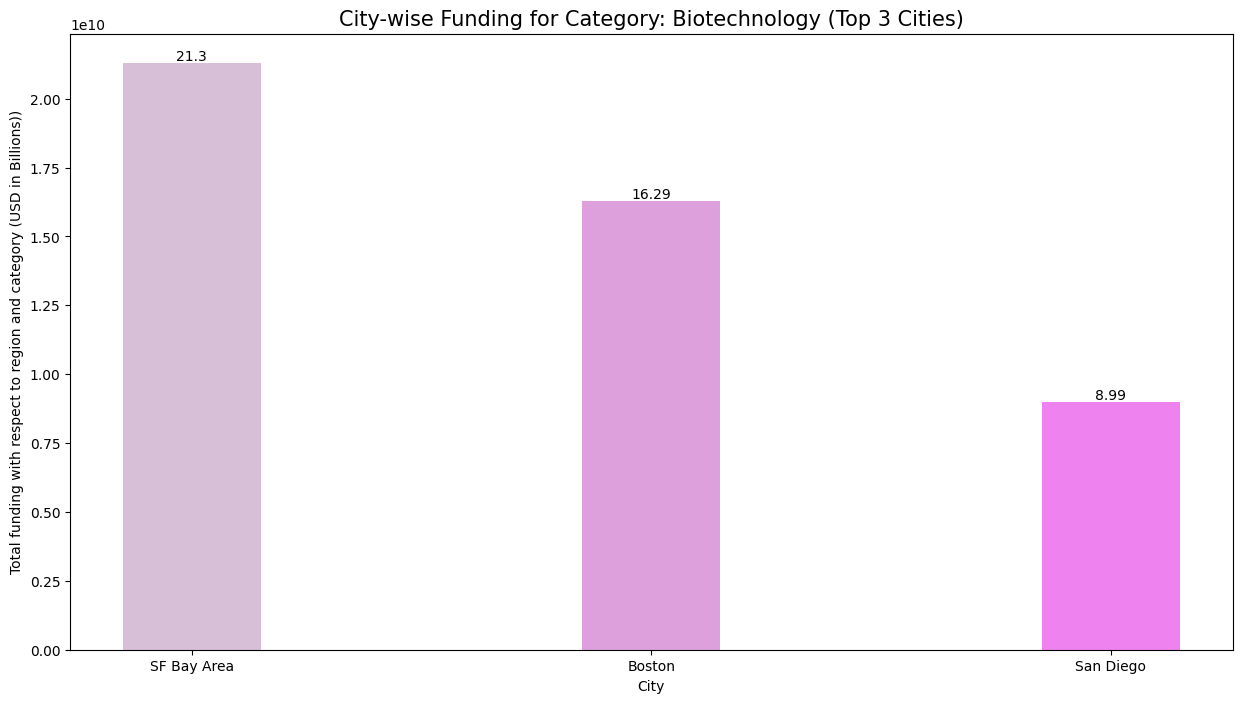 City-wise Funding for Category: Biotechnology (Top 3 Cities)
1e10
Total funding with respect to region and category (USD in Billions))
2.00
1.75
1.50
1.25
1.00
0.75
0.50
0.25
0.00
21.3
16.29
8.99
SF Bay Area
Boston
San Diego
City